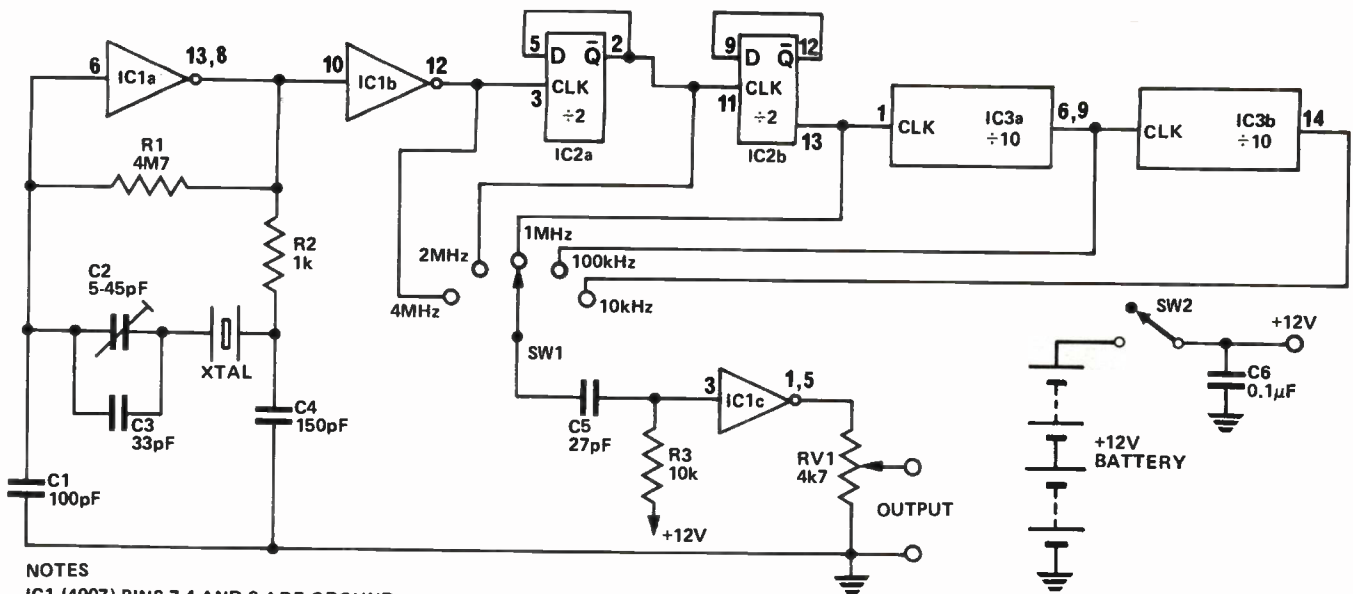 6
IC1a
13,8
10
IC1b
12
5
D
Q̄
2
CLK
3
÷2
IC2a
9
D
Q̄
12
CLK
11
÷2
IC2b
13
1
CLK
IC3a
÷10
6,9
CLK
IC3b
÷10
14
R1
4M7
R2
1k
C2
5-45pF
XTAL
C3
33pF
C4
150pF
C1
100pF
4MHz
2MHz
1MHz
100kHz
10kHz
SW1
C5
27pF
3
IC1c
1,5
R3
10k
+12V
RV1
4k7
OUTPUT
SW2
+12V
C6
0.1μF
+12V
BATTERY
NOTES